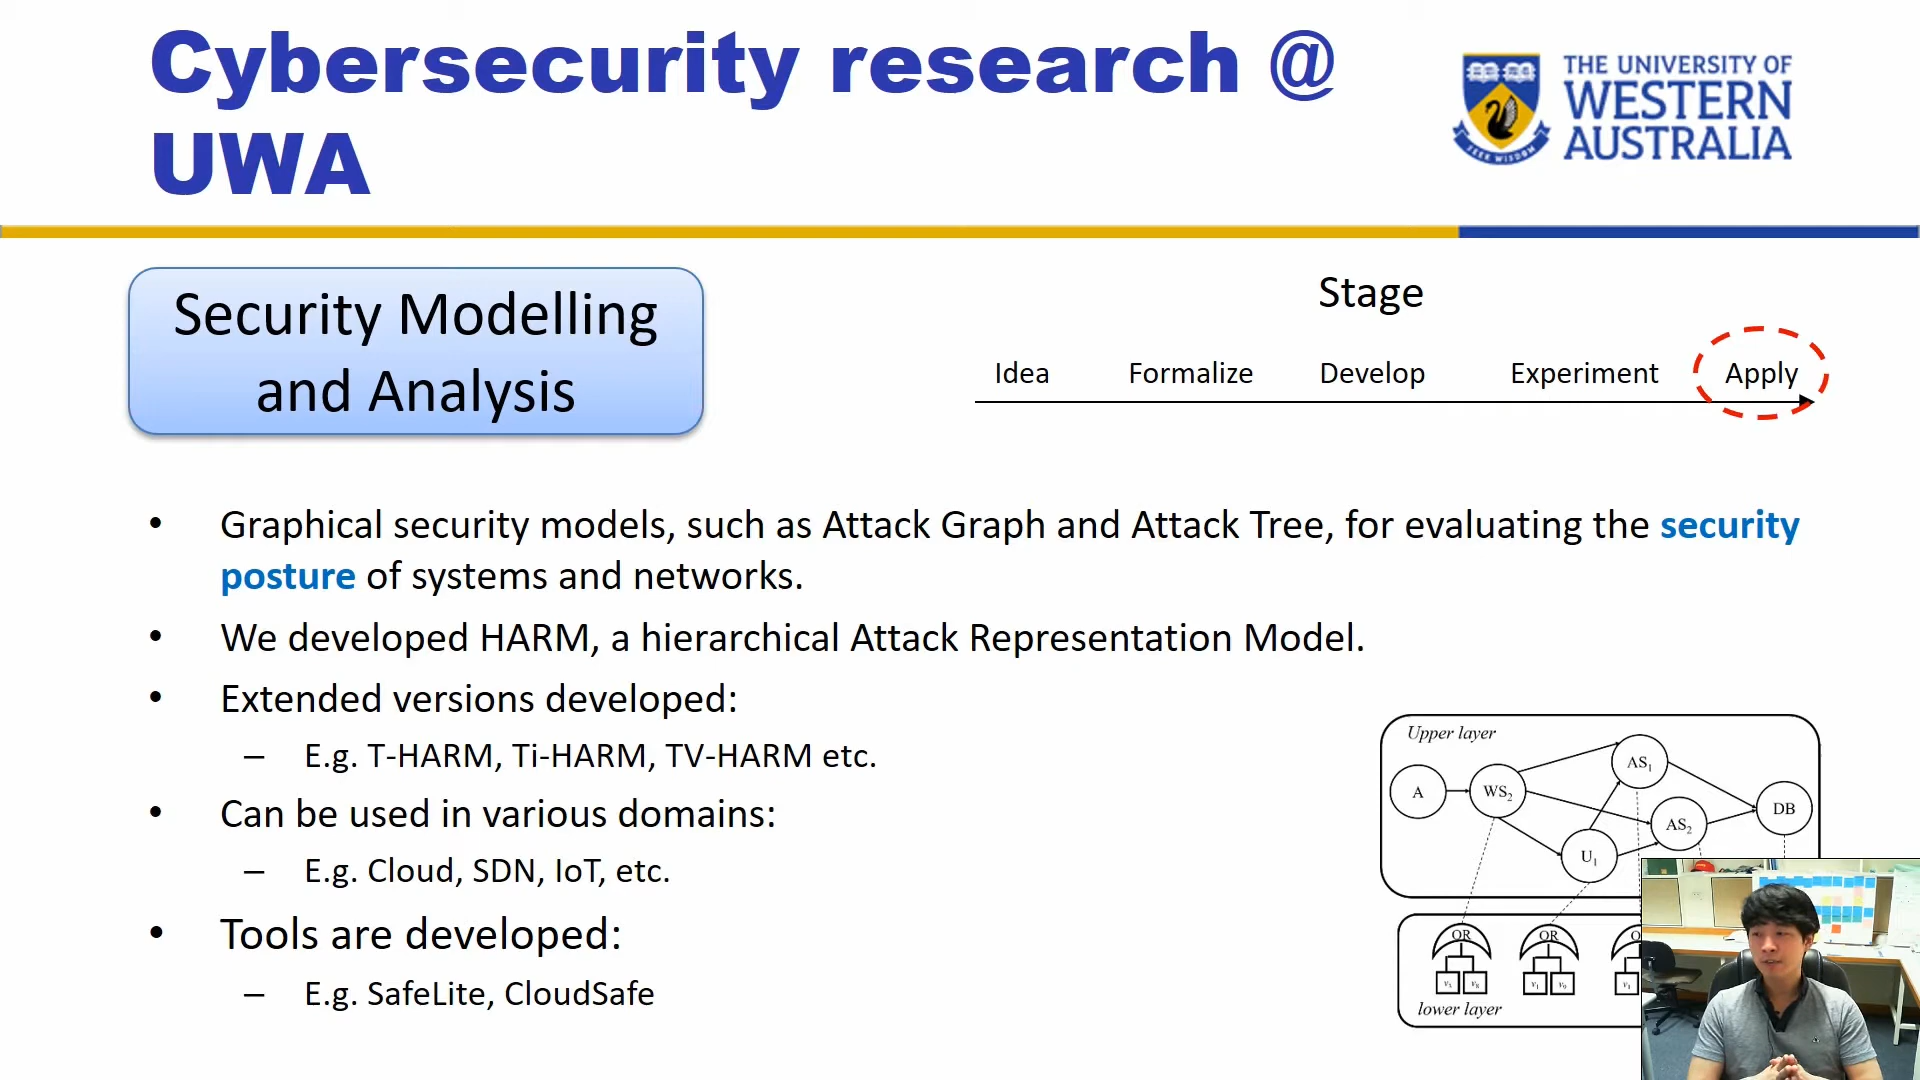 Cybersecurity research @
UWA
THE UNIVERSITY OF
WESTERN
AUSTRALIA
SEEK WISDOM
Security Modelling
and Analysis
Stage
Idea Formalize Develop Experiment Apply
• Graphical security models, such as Attack Graph and Attack Tree, for evaluating the security
posture of systems and networks.
• We developed HARM, a hierarchical Attack Representation Model.
• Extended versions developed:
– E.g. T-HARM, Ti-HARM, TV-HARM etc.
• Can be used in various domains:
– E.g. Cloud, SDN, IoT, etc.
• Tools are developed:
– E.g. SafeLite, CloudSafe
Upper layer
AS1
A WS2
DB
AS2
U1
OR OR
lower layer